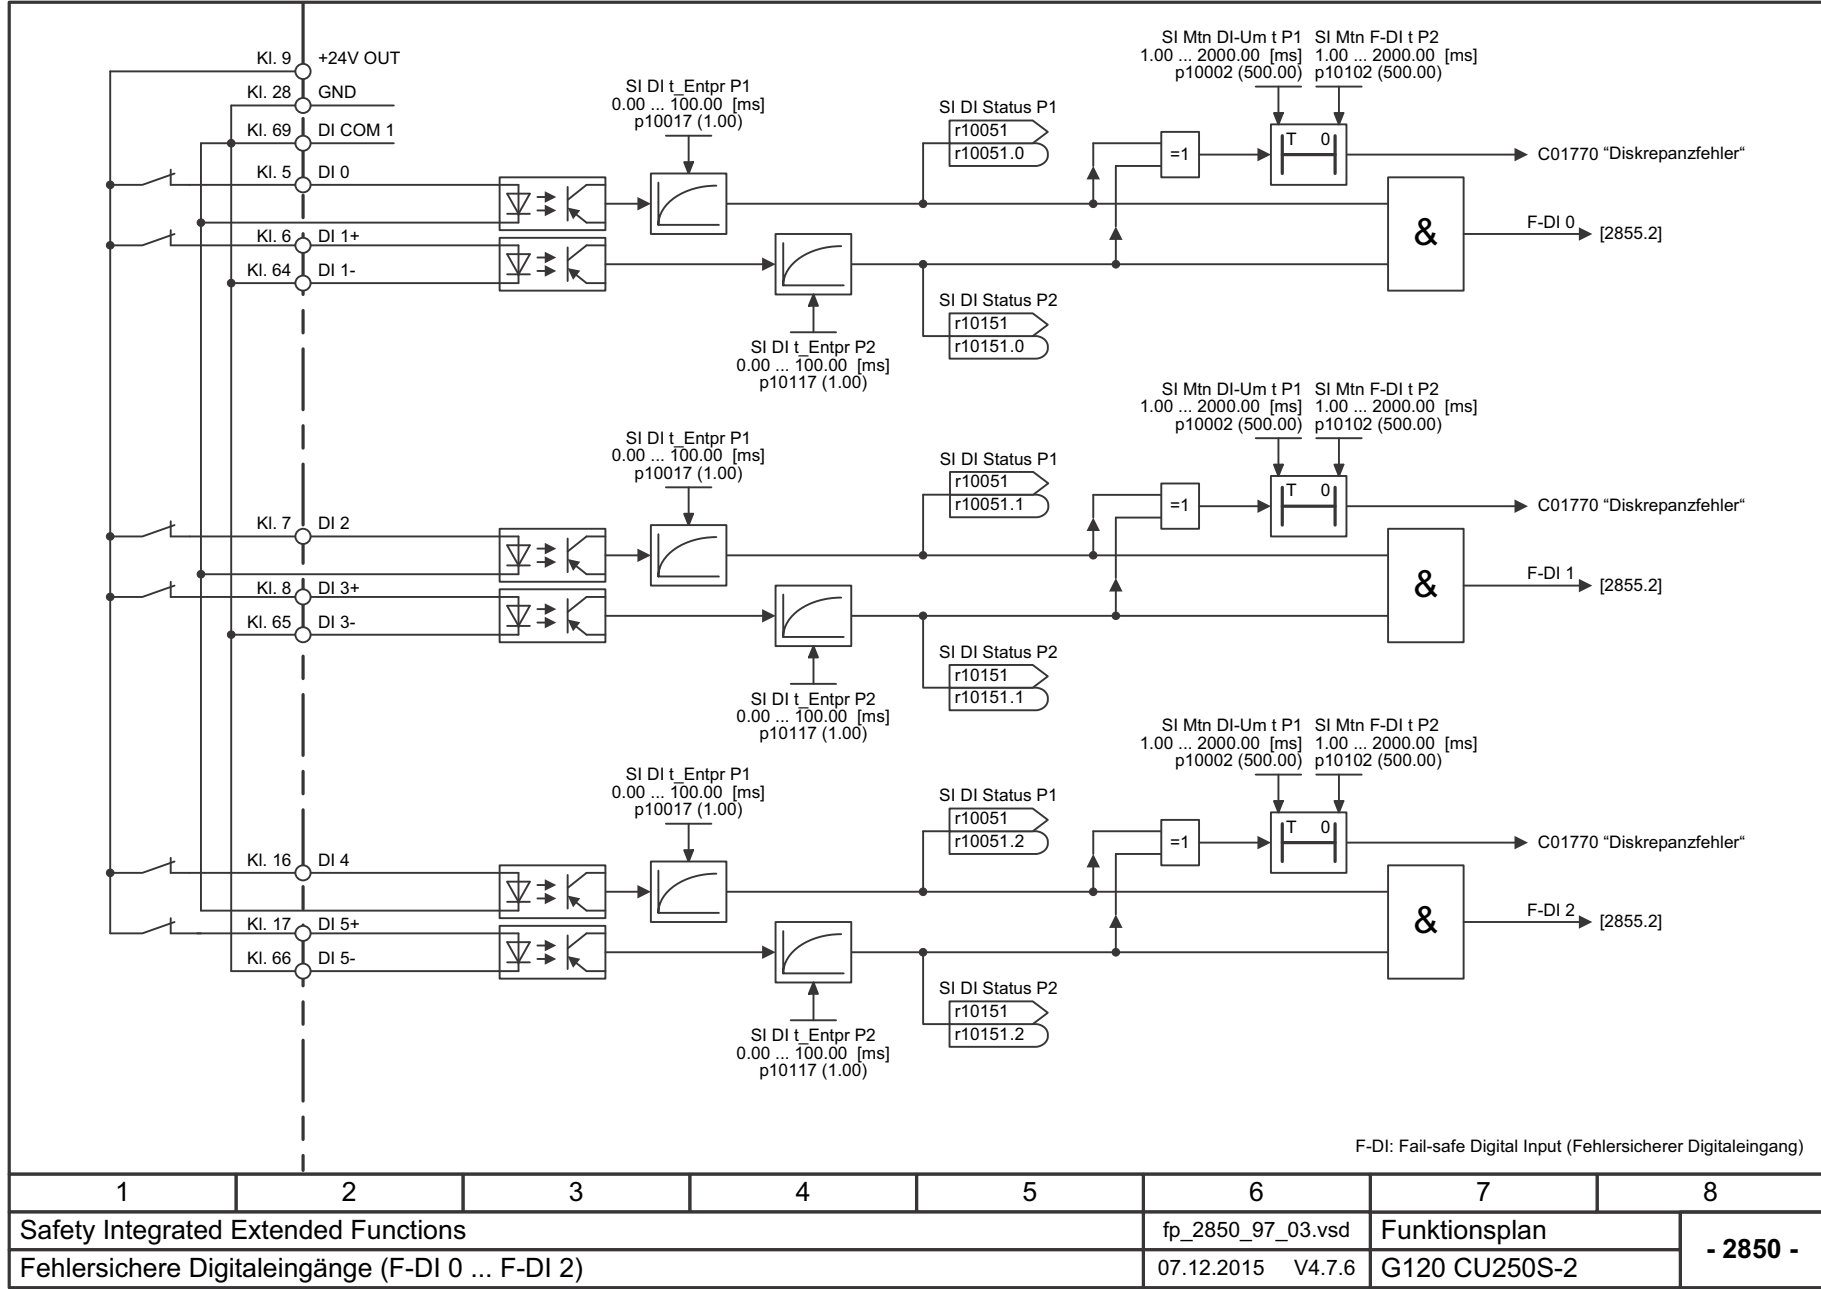 SI Mtn DI-Um t P1
1.00 ... 2000.00 [ms]
p10002 (500.00)
SI Mtn F-DI t P2
1.00 ... 2000.00 [ms]
p10102 (500.00)
Kl. 9 +24V OUT
Kl. 28 GND
Kl. 69 DI COM 1
Kl. 5 DI 0
Kl. 6 DI 1+
Kl. 64 DI 1-
SI DI t_Entpr P1
0.00 ... 100.00 [ms]
p10017 (1.00)
SI DI Status P1
r10051
r10051.0
=1
T 0
C01770 “Diskrepanzfehler“
&
F-DI 0
[2855.2]
SI DI Status P2
r10151
r10151.0
SI DI t_Entpr P2
0.00 ... 100.00 [ms]
p10117 (1.00)
SI Mtn DI-Um t P1
1.00 ... 2000.00 [ms]
p10002 (500.00)
SI Mtn F-DI t P2
1.00 ... 2000.00 [ms]
p10102 (500.00)
SI DI t_Entpr P1
0.00 ... 100.00 [ms]
p10017 (1.00)
SI DI Status P1
r10051
r10051.1
=1
T 0
C01770 “Diskrepanzfehler“
Kl. 7 DI 2
Kl. 8 DI 3+
Kl. 65 DI 3-
&
F-DI 1
[2855.2]
SI DI Status P2
r10151
r10151.1
SI DI t_Entpr P2
0.00 ... 100.00 [ms]
p10117 (1.00)
SI Mtn DI-Um t P1
1.00 ... 2000.00 [ms]
p10002 (500.00)
SI Mtn F-DI t P2
1.00 ... 2000.00 [ms]
p10102 (500.00)
SI DI t_Entpr P1
0.00 ... 100.00 [ms]
p10017 (1.00)
SI DI Status P1
r10051
r10051.2
=1
T 0
C01770 “Diskrepanzfehler“
Kl. 16 DI 4
Kl. 17 DI 5+
Kl. 66 DI 5-
&
F-DI 2
[2855.2]
SI DI Status P2
r10151
r10151.2
SI DI t_Entpr P2
0.00 ... 100.00 [ms]
p10117 (1.00)
F-DI: Fail-safe Digital Input (Fehlersicherer Digitaleingang)
1 2 3 4 5 6 7 8
Safety Integrated Extended Functions
fp_2850_97_03.vsd
Funktionsplan
- 2850 -
Fehlersichere Digitaleingänge (F-DI 0 ... F-DI 2)
07.12.2015 V4.7.6
G120 CU250S-2